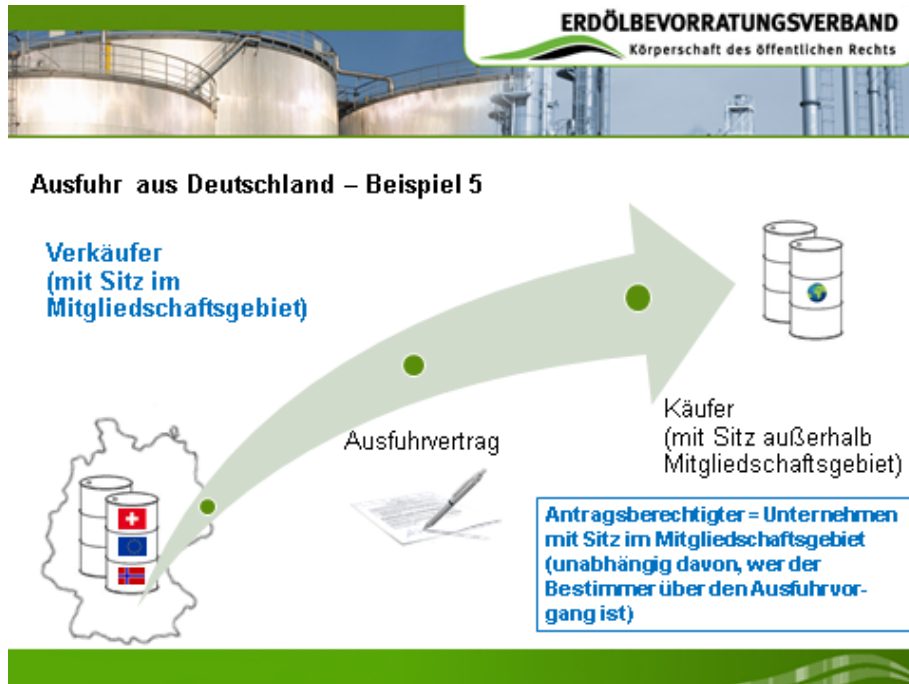 ERDÖLBEVORRATUNGSVERBAND
Körperschaft des öffentlichen Rechts
Ausfuhr aus Deutschland – Beispiel 5
Verkäufer
(mit Sitz im
Mitgliedschaftsgebiet)
Käufer
(mit Sitz außerhalb
Mitgliedschaftsgebiet)
Ausfuhrvertrag
Antragsberechtigter = Unternehmen
mit Sitz im Mitgliedschaftsgebiet
(unabhängig davon, wer der
Bestimmer über den Ausfuhrvor-
gang ist)